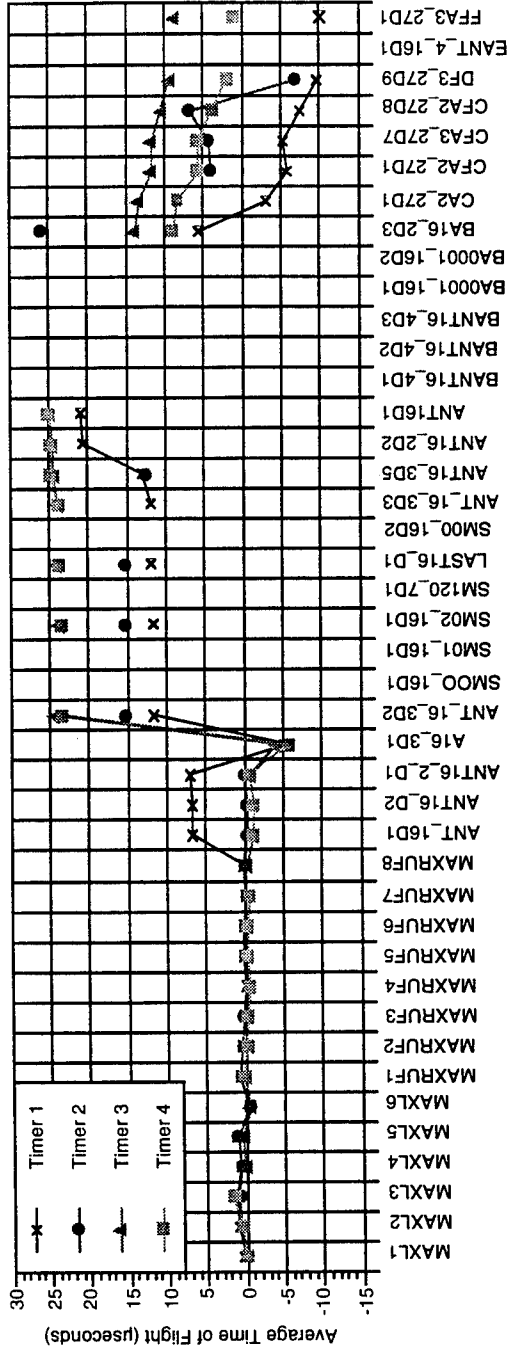 Average Time of Flight (µseconds)
30
25
20
15
10
5
0
-5
-10
-15
Timer 1
Timer 2
Timer 3
Timer 4
MAXL1
MAXL2
MAXL3
MAXL4
MAXL5
MAXL6
MAXRUF1
MAXRUF2
MAXRUF3
MAXRUF4
MAXRUF5
MAXRUF6
MAXRUF7
MAXRUF8
ANT_16D1
ANT16_D2
ANT16_2_D1
A16_3D1
ANT_16_3D2
SMOO_16D1
SM01_16D1
SM02_16D1
SM120_7D1
LAST16_D1
SM00_16D2
ANT_16_3D3
ANT16_3D5
ANT16_2D2
ANT16D1
BANT16_4D1
BANT16_4D2
BANT16_4D3
BA0001_16D1
BA0001_16D2
BA16_2D3
CA2_27D1
CFA2_27D1
CFA3_27D7
CFA2_27D8
DF3_27D9
EANT_4_16D1
FFA3_27D1